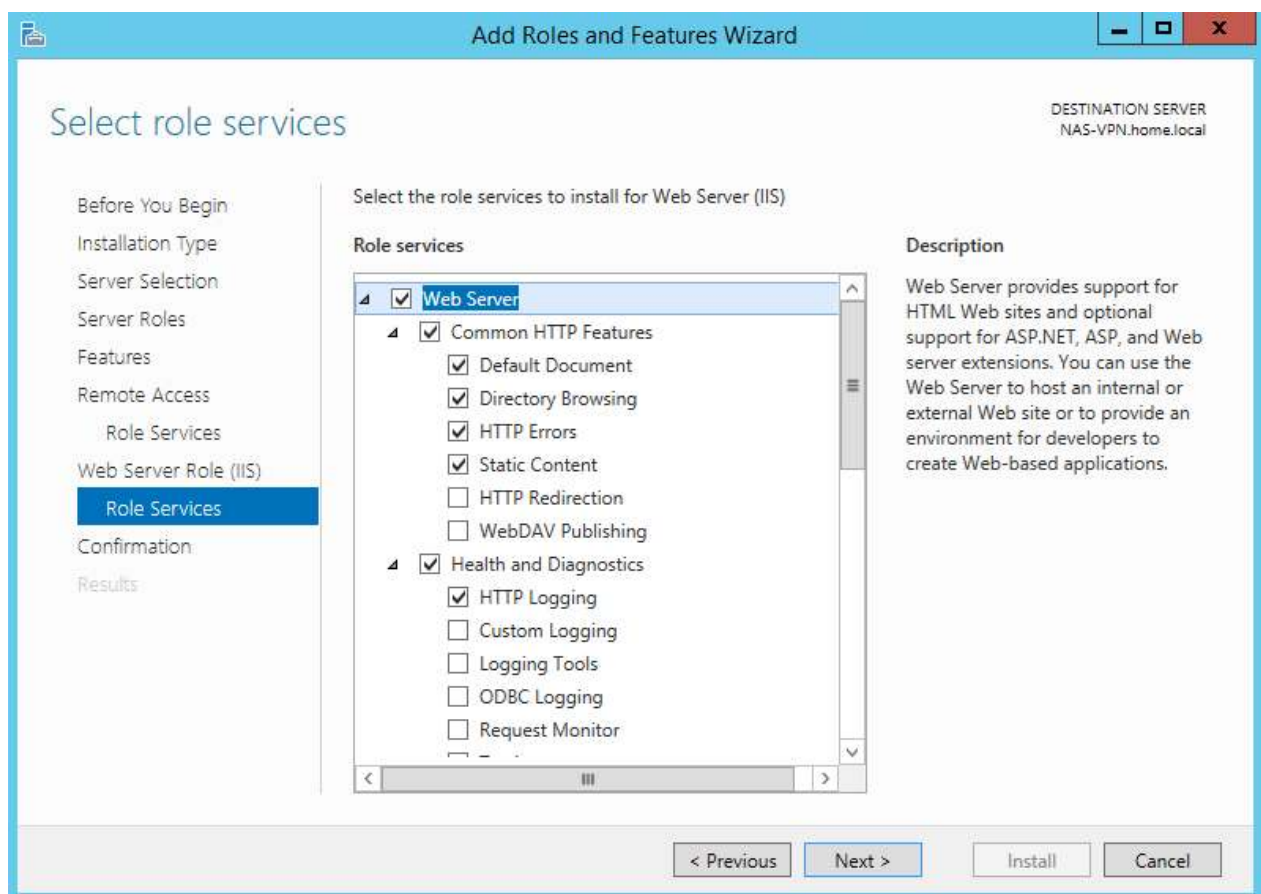 Add Roles and Features Wizard
Select role services
DESTINATION SERVER
NAS-VPN.home.local
Before You Begin
Installation Type
Server Selection
Server Roles
Features
Remote Access
Role Services
Web Server Role (IIS)
Role Services
Confirmation
Results
Select the role services to install for Web Server (IIS)
Role services
Web Server
Common HTTP Features
Default Document
Directory Browsing
HTTP Errors
Static Content
HTTP Redirection
WebDAV Publishing
Health and Diagnostics
HTTP Logging
Custom Logging
Logging Tools
ODBC Logging
Request Monitor
Description
Web Server provides support for
HTML Web sites and optional
support for ASP.NET, ASP, and Web
server extensions. You can use the
Web Server to host an internal or
external Web site or to provide an
environment for developers to
create Web-based applications.
< Previous
Next >
Install
Cancel